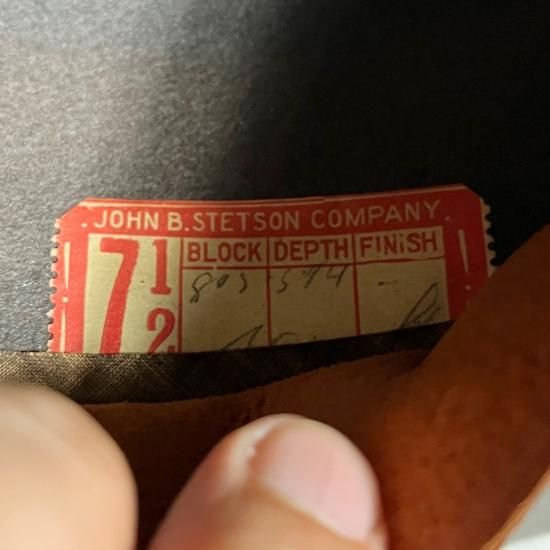 JOHN B. STETSON COMPANY
7 1/2 BLOCK DEPTH FINISH
803 5 1/4